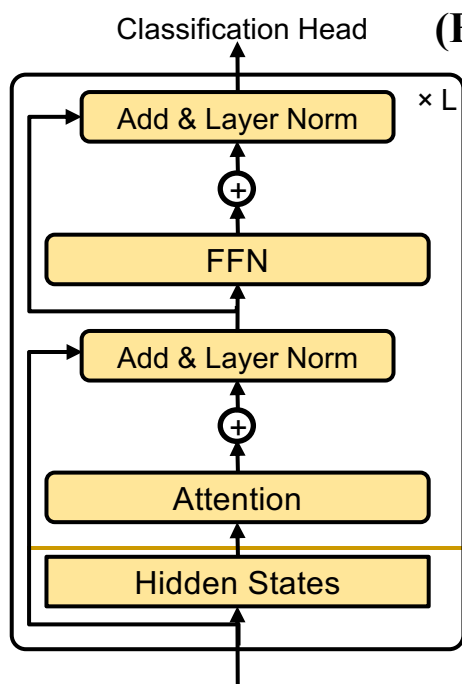 Classification Head
(
× L
Add & Layer Norm
+
FFN
Add & Layer Norm
+
Attention
Hidden States